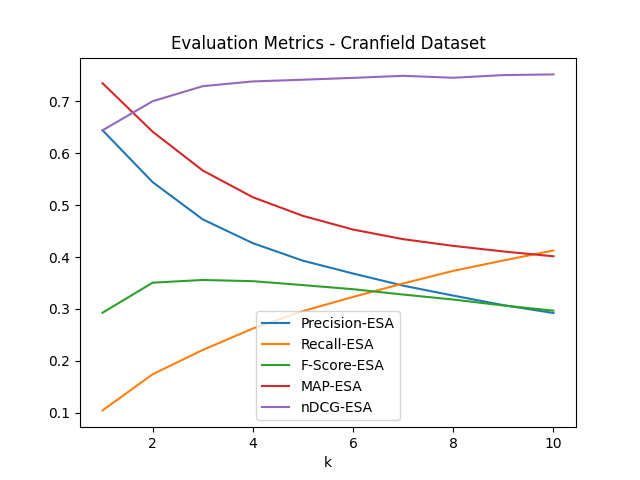 Evaluation Metrics - Cranfield Dataset
0.7
0.6
0.5
0.4
0.3
0.2
0.1
Precision-ESA
Recall-ESA
F-Score-ESA
MAP-ESA
nDCG-ESA
2 4 6 8 10
k